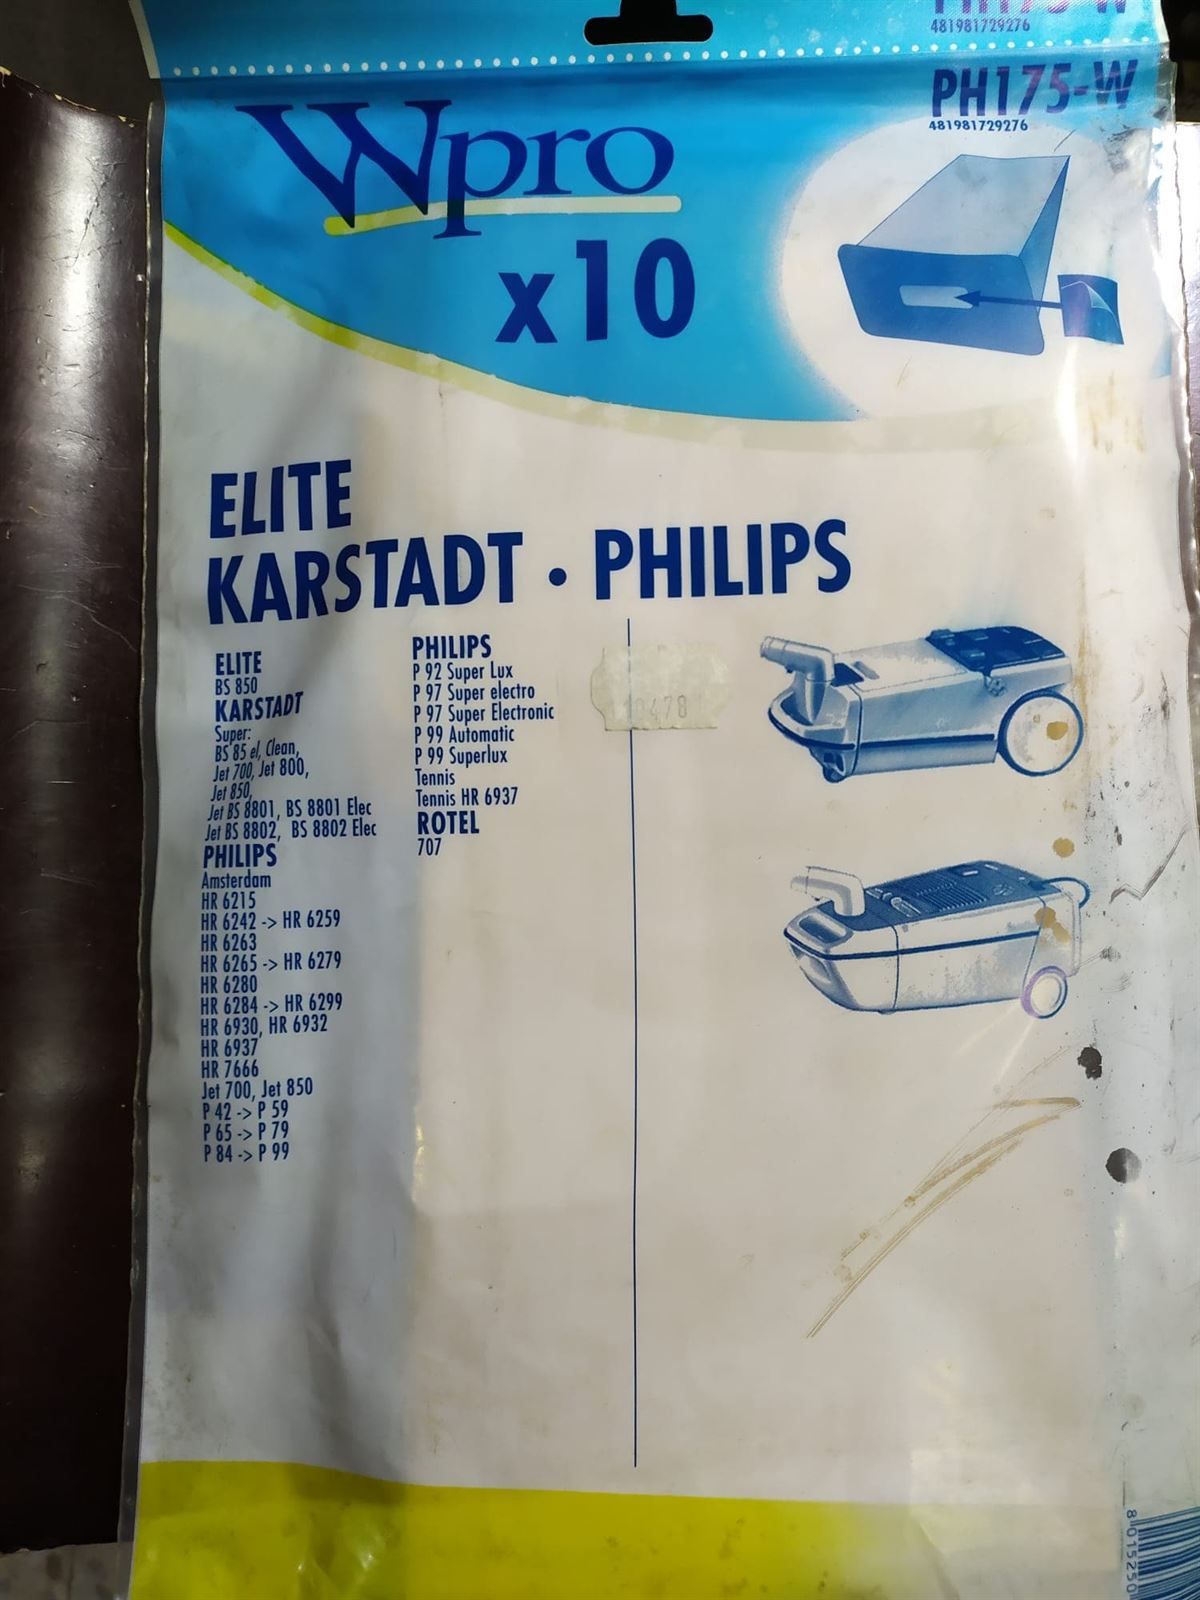 481981729276
PH175-W
481981729276
Wpro
x10
ELITE
KARSTADT • PHILIPS
ELITE
BS 850
KARSTADT
Super:
BS 85 el, Clean,
Jet 700, Jet 800,
Jet 850,
Jet BS 8801, BS 8801 Elec
Jet BS 8802, BS 8802 Elec
PHILIPS
Amsterdam
HR 6215
HR 6242 -> HR 6259
HR 6263
HR 6265 -> HR 6279
HR 6280
HR 6284 -> HR 6299
HR 6930, HR 6932
HR 6937
HR 7666
Jet 700, Jet 850
P 42 -> P 59
P 65 -> P 79
P 84 -> P 99
PHILIPS
P 92 Super Lux
P 97 Super electro
P 97 Super Electronic
P 99 Automatic
P 99 Superlux
Tennis
Tennis HR 6937
ROTEL
707
8 015250